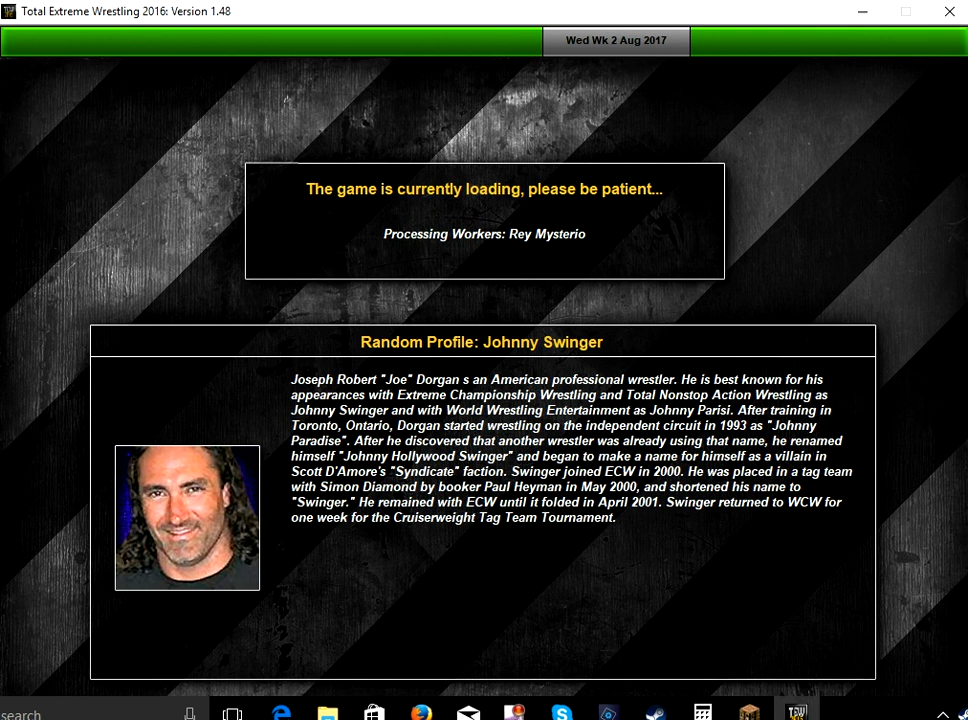 Total Extreme Wrestling 2016: Version 1.48
Wed Wk 2 Aug 2017
The game is currently loading, please be patient...
Processing Workers: Rey Mysterio
Random Profile: Johnny Swinger
Joseph Robert "Joe" Dorgan s an American professional wrestler. He is best known for his
appearances with Extreme Championship Wrestling and Total Nonstop Action Wrestling as
Johnny Swinger and with World Wrestling Entertainment as Johnny Parisi. After training in
Toronto, Ontario, Dorgan started wrestling on the independent circuit in 1993 as "Johnny
Paradise". After he discovered that another wrestler was already using that name, he renamed
himself "Johnny Hollywood Swinger" and began to make a name for himself as a villain in
Scott D'Amore's "Syndicate" faction. Swinger joined ECW in 2000. He was placed in a tag team
with Simon Diamond by booker Paul Heyman in May 2000, and shortened his name to
"Swinger." He remained with ECW until it folded in April 2001. Swinger returned to WCW for
one week for the Cruiserweight Tag Team Tournament.
search
TEW